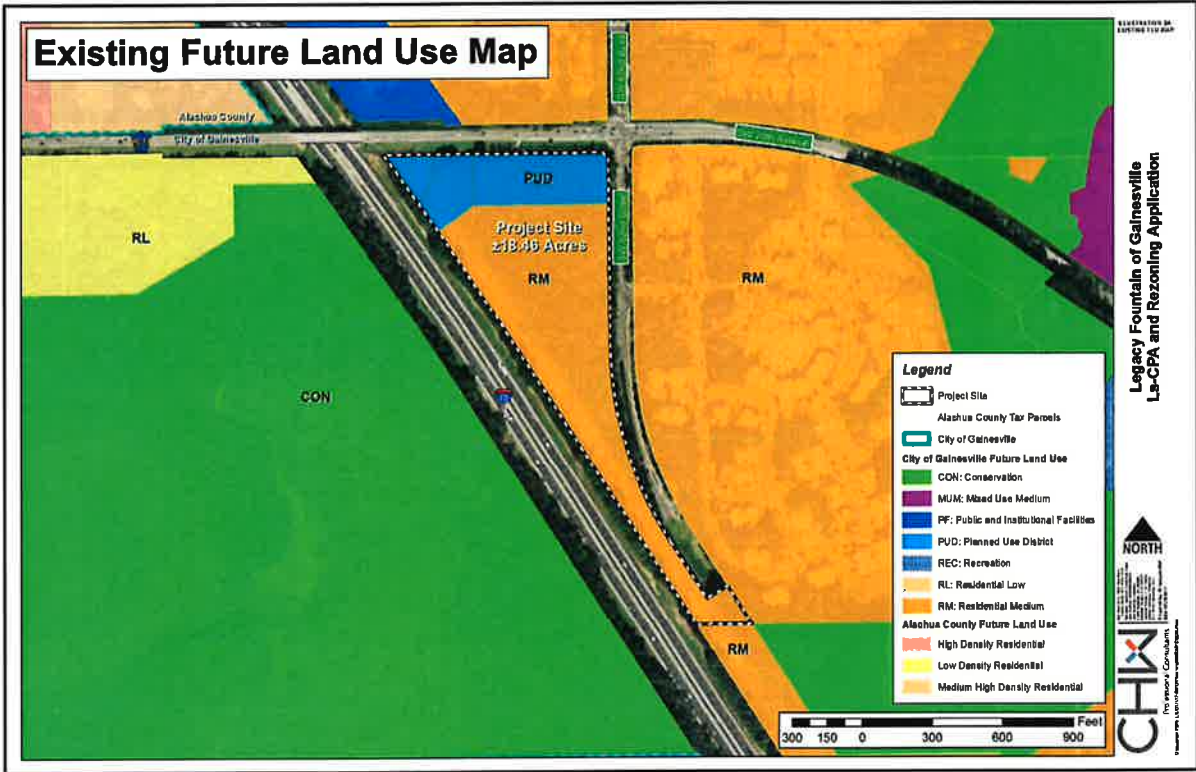 Existing Future Land Use Map
EXISTING FLU MAP
Alachua County
City of Gainesville
PUD
Project Site
±18.46 Acres
RL
RM
RM
CON
RM
Legend
Project Site
Alachua County Tax Parcels
City of Gainesville
City of Gainesville Future Land Use
CON: Conservation
MUM: Mixed Use Medium
PF: Public and Institutional Facilities
PUD: Planned Use District
REC: Recreation
RL: Residential Low
RM: Residential Medium
Alachua County Future Land Use
High Density Residential
Low Density Residential
Medium High Density Residential
Feet
300 150 0 300 600 900
Legacy Fountain of Gainesville
Ls-CPA and Rezoning Application
NORTH
CHW
Professional Consultants